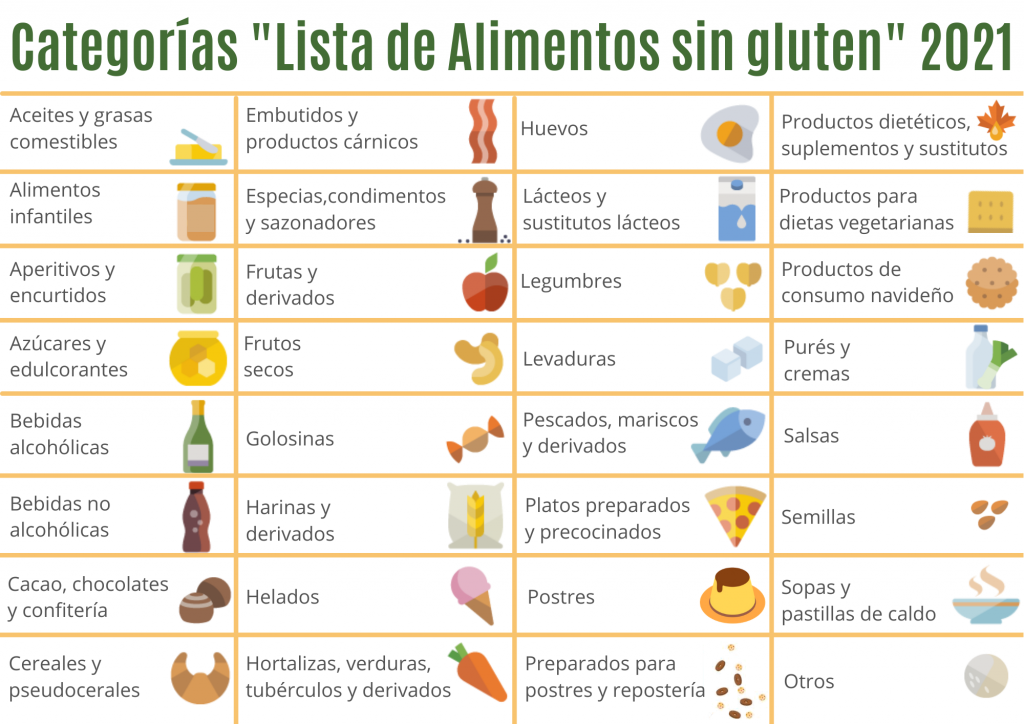 Categorías "Lista de Alimentos sin gluten" 2021
Aceites y grasas
comestibles
Embutidos y
productos cárnicos
Huevos
Productos dietéticos,
suplementos y sustitutos
Alimentos
infantiles
Especias,condimentos
y sazonadores
Lácteos y
sustitutos lácteos
Productos para
dietas vegetarianas
Aperitivos y
encurtidos
Frutas y
derivados
Legumbres
Productos de
consumo navideño
Azúcares y
edulcorantes
Frutos
secos
Levaduras
Purés y
cremas
Bebidas
alcohólicas
Golosinas
Pescados, mariscos
y derivados
Salsas
Bebidas no
alcohólicas
Harinas y
derivados
Platos preparados
y precocinados
Semillas
Cacao, chocolates
y confitería
Helados
Postres
Sopas y
pastillas de caldo
Cereales y
pseudocerales
Hortalizas, verduras,
tubérculos y derivados
Preparados para
postres y repostería
Otros